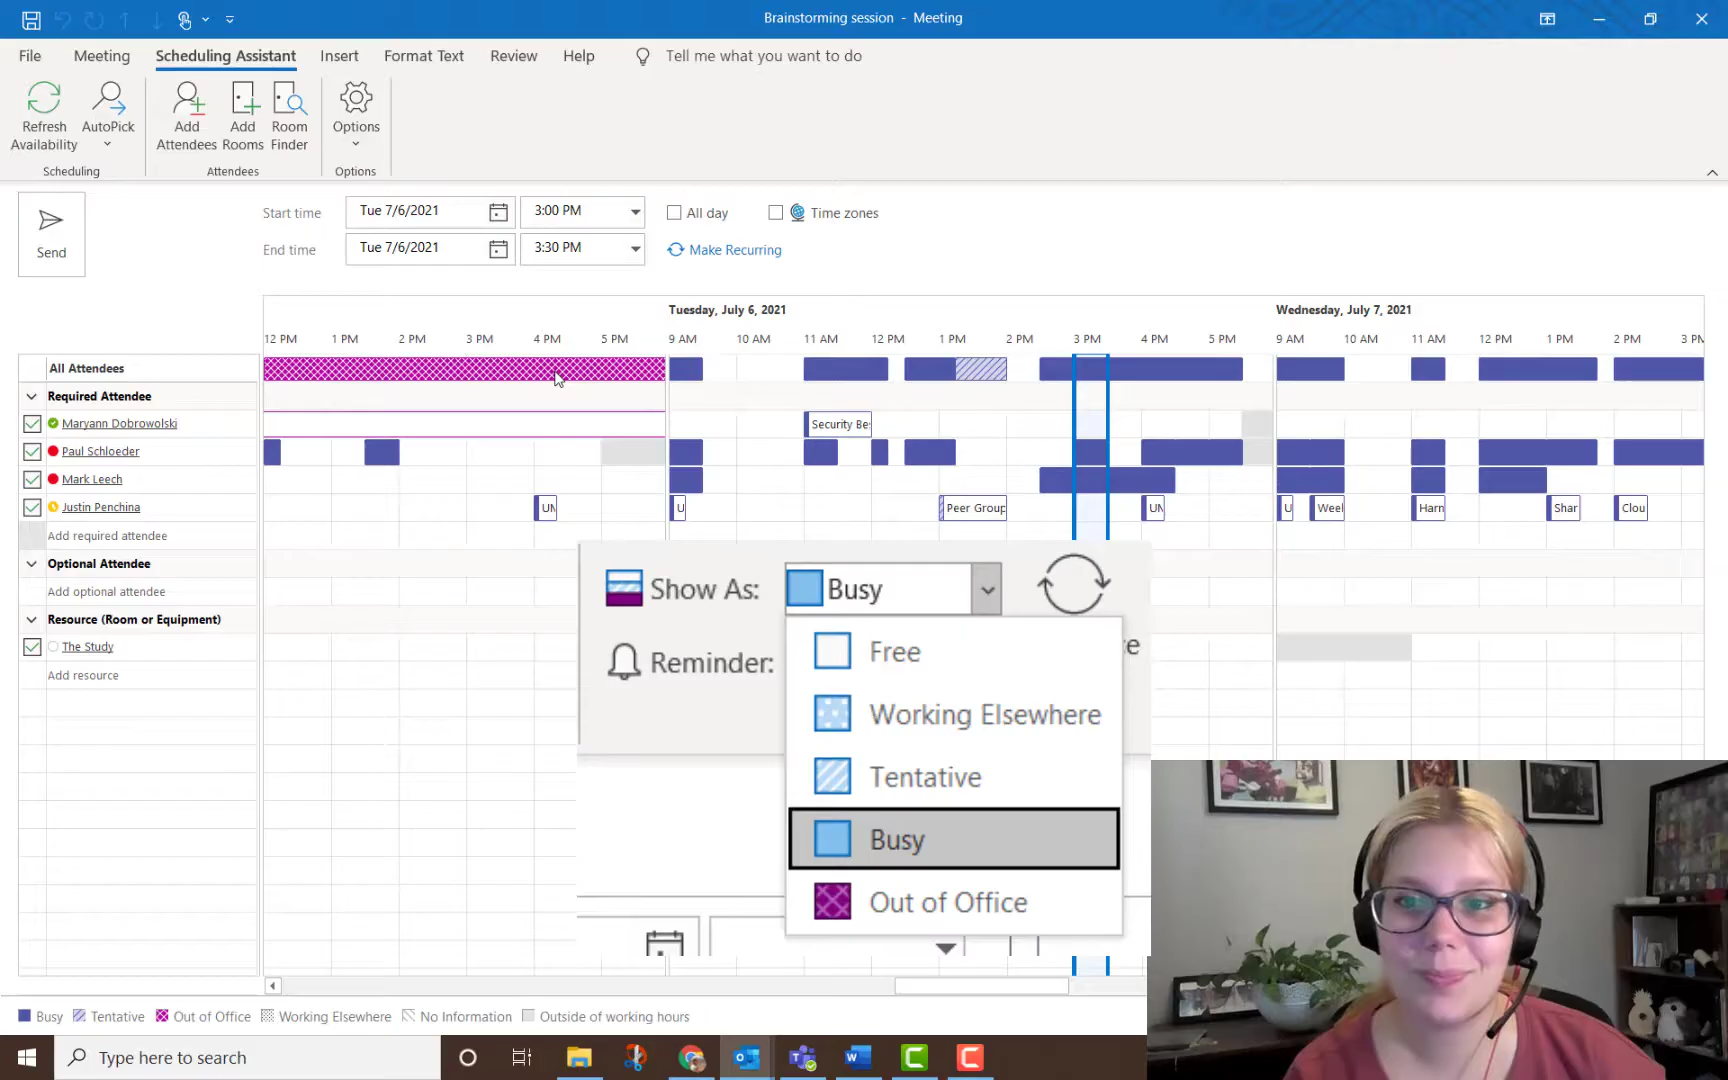 Brainstorming session - Meeting
File Meeting Scheduling Assistant Insert Format Text Review Help Tell me what you want to do
Refresh Availability
AutoPick
Add Attendees
Add Rooms
Room Finder
Options
Scheduling Attendees Options
Send
Start time Tue 7/6/2021 3:00 PM All day Time zones
End time Tue 7/6/2021 3:30 PM Make Recurring
Tuesday, July 6, 2021 Wednesday, July 7, 2021
12 PM 1 PM 2 PM 3 PM 4 PM 5 PM 9 AM 10 AM 11 AM 12 PM 1 PM 2 PM 3 PM 4 PM 5 PM 9 AM 10 AM 11 AM 12 PM 1 PM 2 PM 3 PM
All Attendees
Required Attendee
Maryann Dobrowolski Security Be
Paul Schloeder
Mark Leech
Justin Penchina U Peer Group U Weel Harn Shar Clou
Add required attendee
Optional Attendee
Add optional attendee
Resource (Room or Equipment)
The Study
Add resource
Show As: Busy
Reminder:
Free
Working Elsewhere
Tentative
Busy
Out of Office
Busy Tentative Out of Office Working Elsewhere No Information Outside of working hours
Type here to search